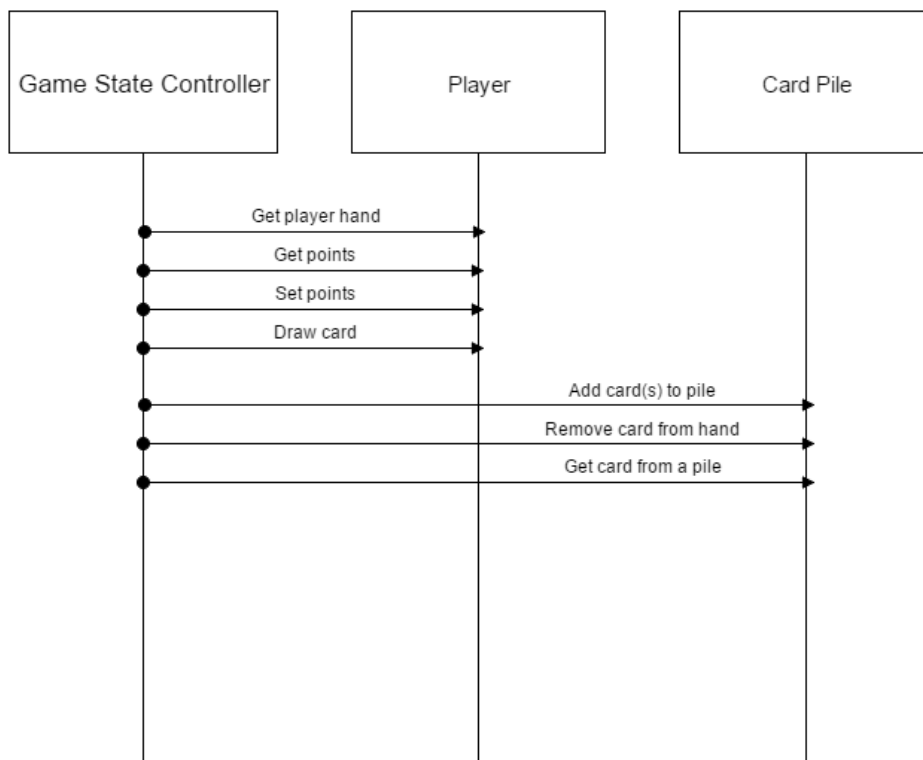 Game State Controller
Player
Card Pile
Get player hand
Get points
Set points
Draw card
Add card(s) to pile
Remove card from hand
Get card from a pile